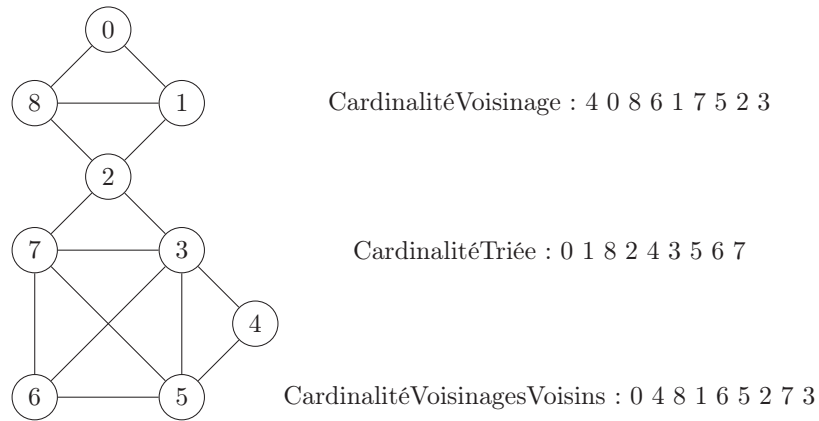 0
8 1 CardinalitéVoisinage : 4 0 8 6 1 7 5 2 3
2
7 3 CardinalitéTriée : 0 1 8 2 4 3 5 6 7
4
6 5 CardinalitéVoisinagesVoisins : 0 4 8 1 6 5 2 7 3